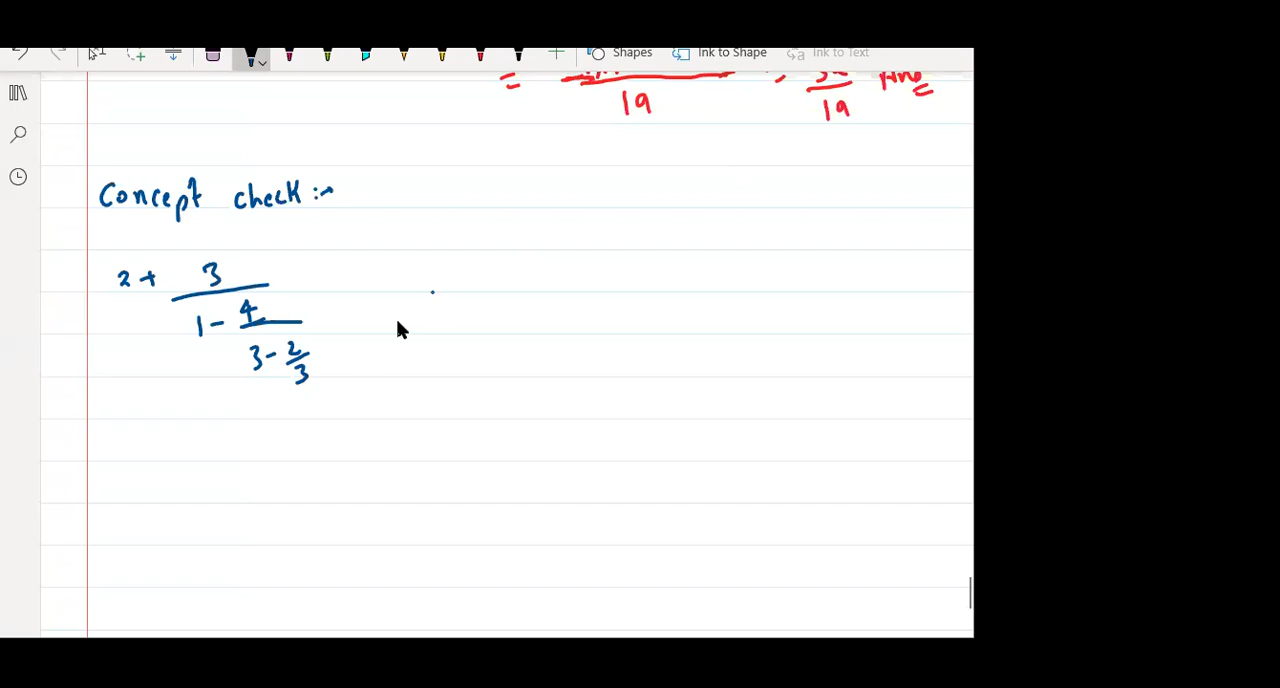 Shapes Ink to Shape Ink to Text
=
19 19
Concept check :-
2 + 3
1 - 4
3 - 2
3